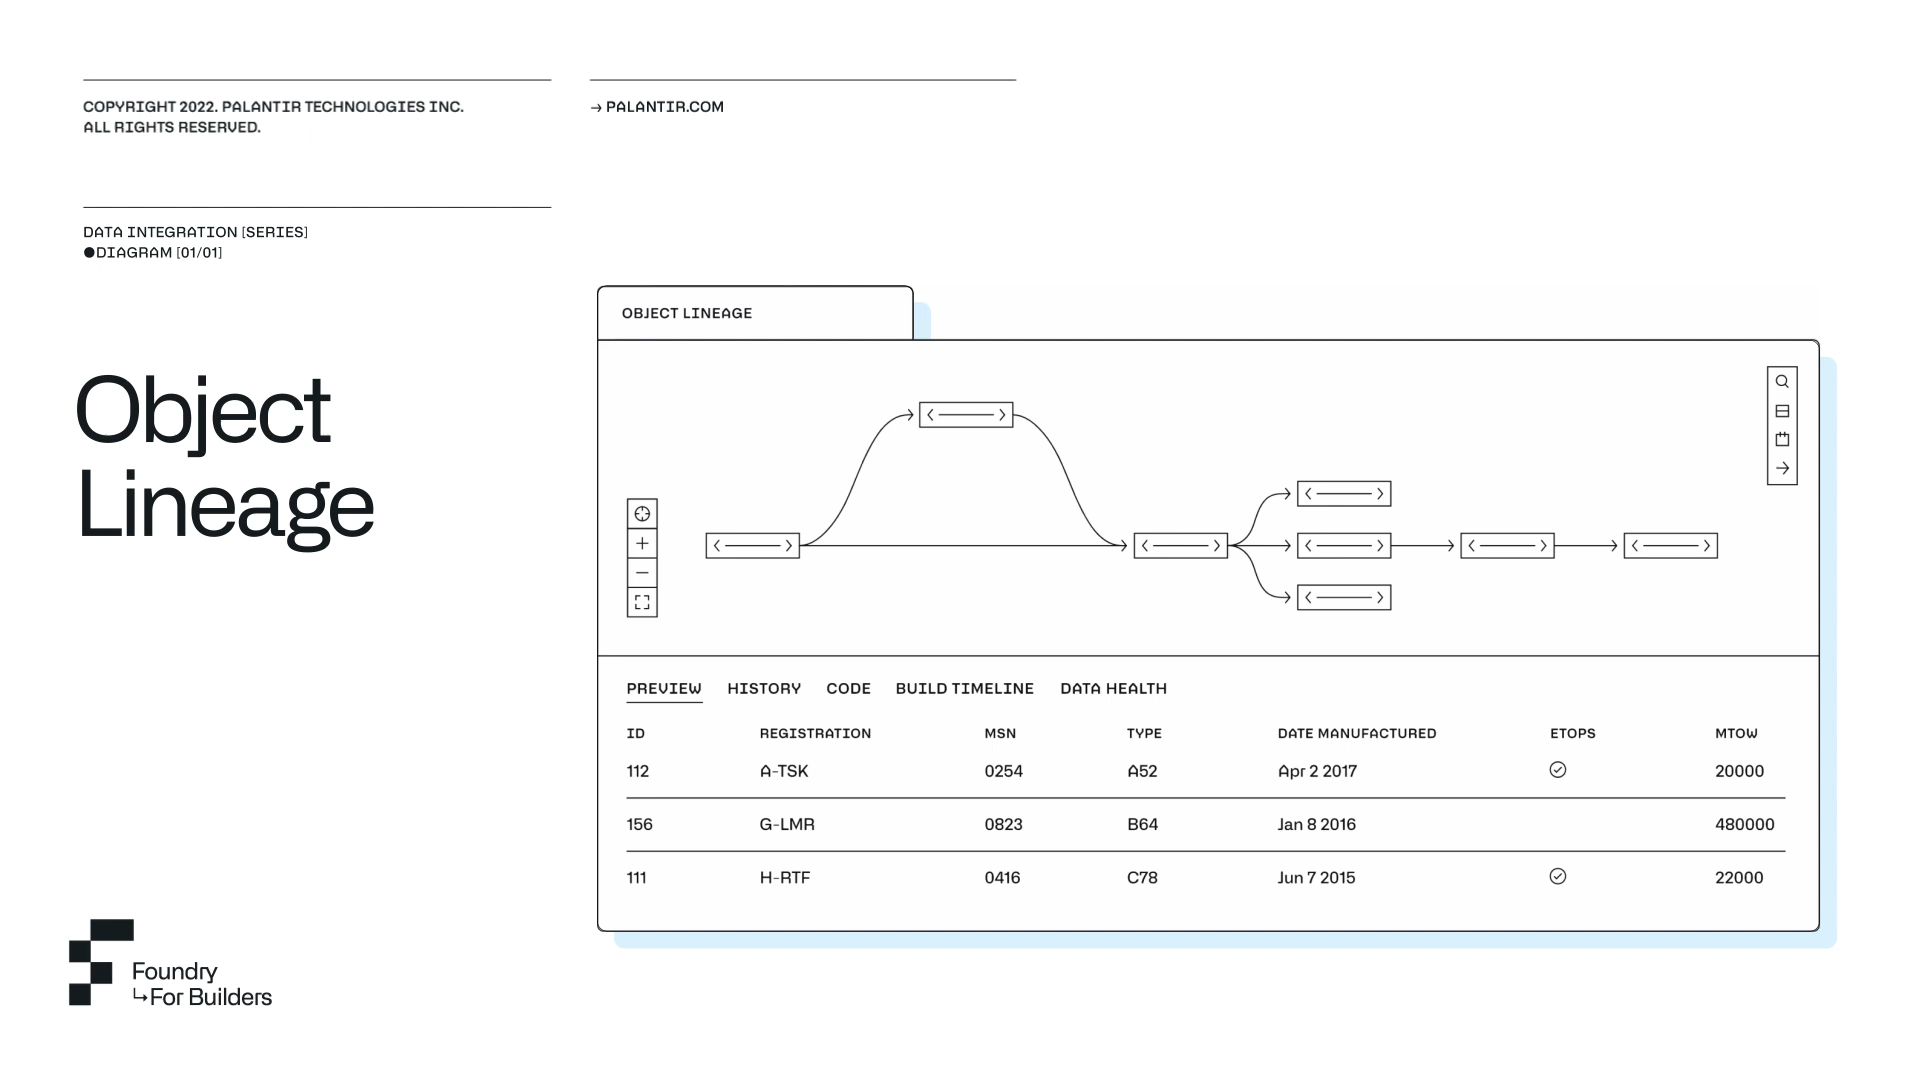 COPYRIGHT 2022. PALANTIR TECHNOLOGIES INC.
ALL RIGHTS RESERVED.
→ PALANTIR.COM
DATA INTEGRATION [SERIES]
●DIAGRAM [01/01]
Object
Lineage
OBJECT LINEAGE
PREVIEW HISTORY CODE BUILD TIMELINE DATA HEALTH
ID REGISTRATION MSN TYPE DATE MANUFACTURED ETOPS MTOW
112 A-TSK 0254 A52 Apr 2 2017 20000
156 G-LMR 0823 B64 Jan 8 2016 480000
111 H-RTF 0416 C78 Jun 7 2015 22000
Foundry
↳For Builders